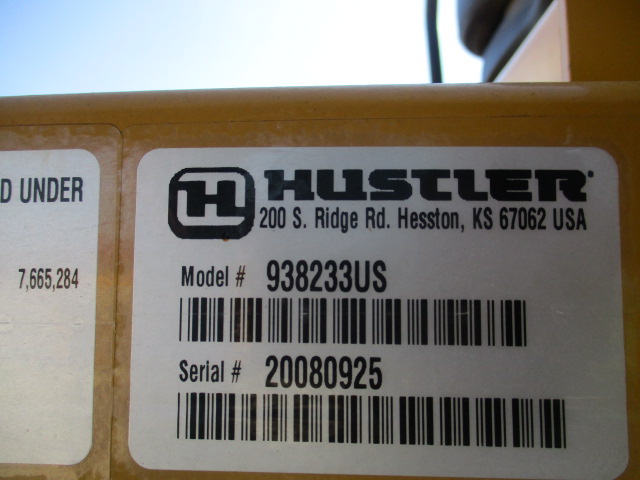 D UNDER
7,665,284
H HUSTLER
200 S. Ridge Rd. Hesston, KS 67062 USA
Model # 938233US
Serial # 20080925